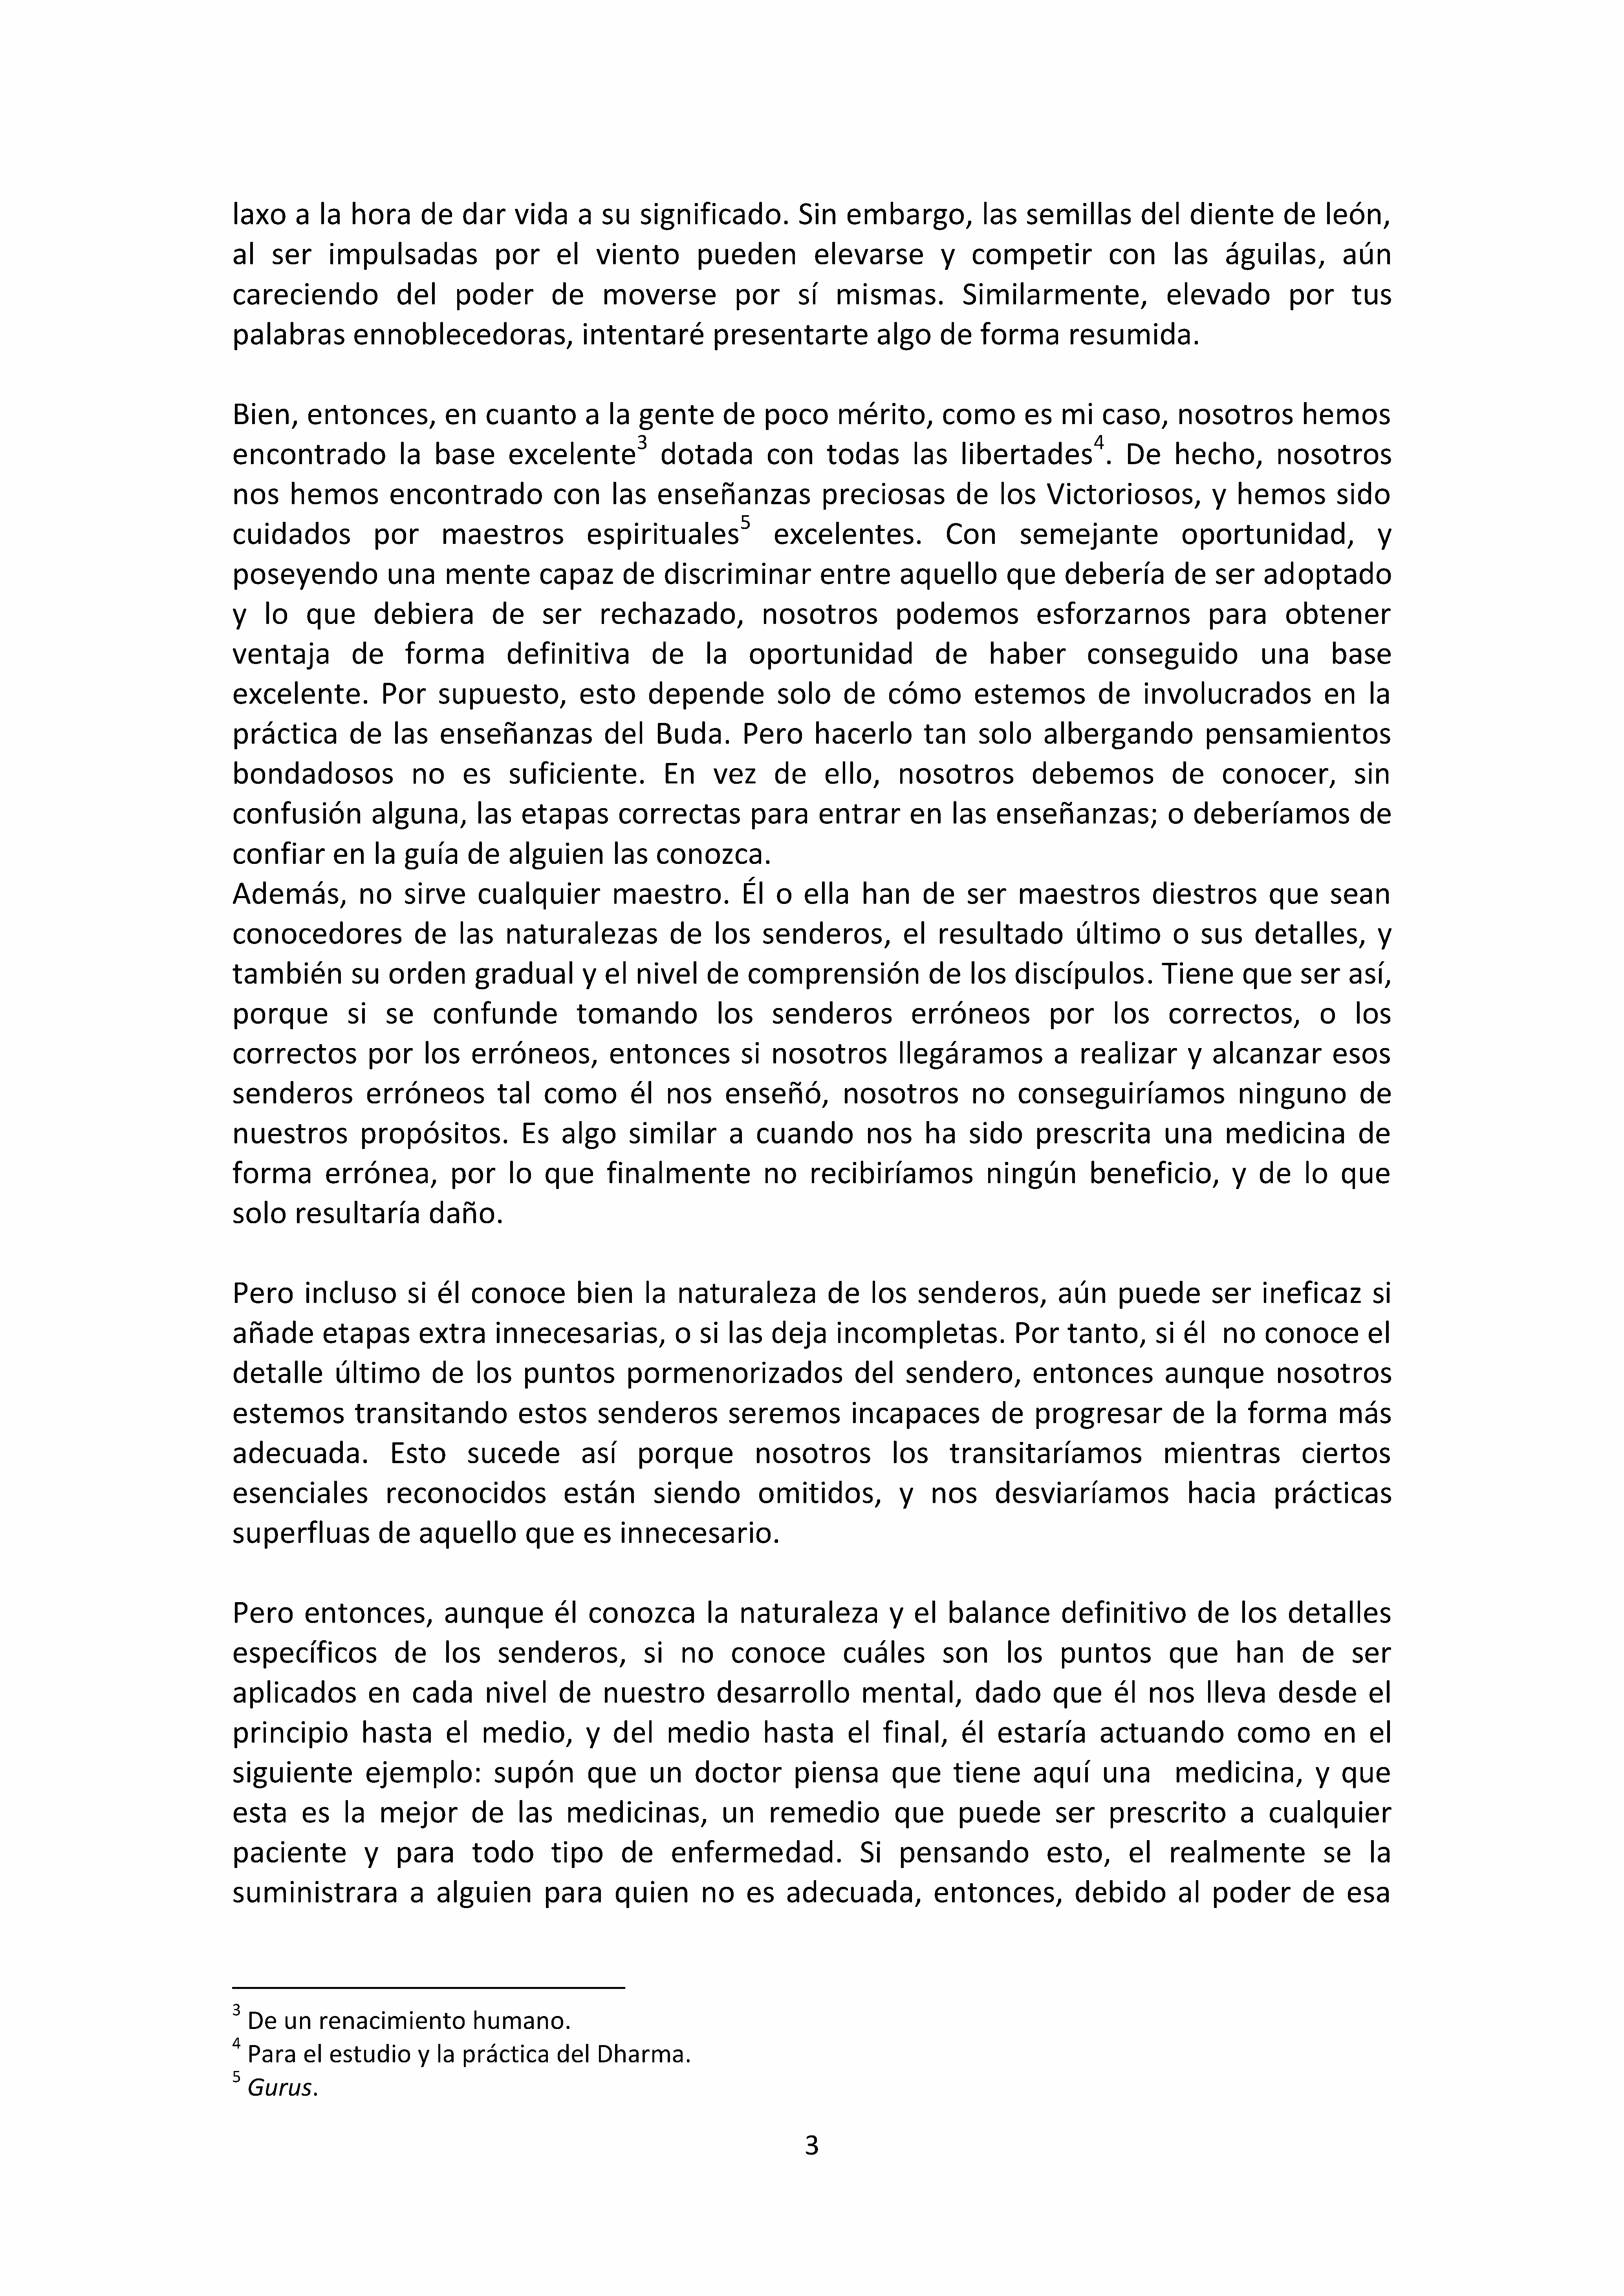 laxo a la hora de dar vida a su significado. Sin embargo, las semillas del diente de león,
al ser impulsadas por el viento pueden elevarse y competir con las águilas, aún
careciendo del poder de moverse por sí mismas. Similarmente, elevado por tus
palabras ennoblecedoras, intentaré presentarte algo de forma resumida.
Bien, entonces, en cuanto a la gente de poco mérito, como es mi caso, nosotros hemos
encontrado la base excelente3 dotada con todas las libertades4. De hecho, nosotros
nos hemos encontrado con las enseñanzas preciosas de los Victoriosos, y hemos sido
cuidados por maestros espirituales5 excelentes. Con semejante oportunidad, y
poseyendo una mente capaz de discriminar entre aquello que debería de ser adoptado
y lo que debiera de ser rechazado, nosotros podemos esforzarnos para obtener
ventaja de forma definitiva de la oportunidad de haber conseguido una base
excelente. Por supuesto, esto depende solo de cómo estemos de involucrados en la
práctica de las enseñanzas del Buda. Pero hacerlo tan solo albergando pensamientos
bondadosos no es suficiente. En vez de ello, nosotros debemos de conocer, sin
confusión alguna, las etapas correctas para entrar en las enseñanzas; o deberíamos de
confiar en la guía de alguien las conozca.
Además, no sirve cualquier maestro. Él o ella han de ser maestros diestros que sean
conocedores de las naturalezas de los senderos, el resultado último o sus detalles, y
también su orden gradual y el nivel de comprensión de los discípulos. Tiene que ser así,
porque si se confunde tomando los senderos erróneos por los correctos, o los
correctos por los erróneos, entonces si nosotros llegáramos a realizar y alcanzar esos
senderos erróneos tal como él nos enseñó, nosotros no conseguiríamos ninguno de
nuestros propósitos. Es algo similar a cuando nos ha sido prescrita una medicina de
forma errónea, por lo que finalmente no recibiríamos ningún beneficio, y de lo que
solo resultaría daño.
Pero incluso si él conoce bien la naturaleza de los senderos, aún puede ser ineficaz si
añade etapas extra innecesarias, o si las deja incompletas. Por tanto, si él  no conoce el
detalle último de los puntos pormenorizados del sendero, entonces aunque nosotros
estemos transitando estos senderos seremos incapaces de progresar de la forma más
adecuada. Esto sucede así porque nosotros los transitaríamos mientras ciertos
esenciales reconocidos están siendo omitidos, y nos desviaríamos hacia prácticas
superfluas de aquello que es innecesario.
Pero entonces, aunque él conozca la naturaleza y el balance definitivo de los detalles
específicos de los senderos, si no conoce cuáles son los puntos que han de ser
aplicados en cada nivel de nuestro desarrollo mental, dado que él nos lleva desde el
principio hasta el medio, y del medio hasta el final, él estaría actuando como en el
siguiente ejemplo: supón que un doctor piensa que tiene aquí una  medicina, y que
esta es la mejor de las medicinas, un remedio que puede ser prescrito a cualquier
paciente y para todo tipo de enfermedad. Si pensando esto, el realmente se la
suministrara a alguien para quien no es adecuada, entonces, debido al poder de esa
3 De un renacimiento humano.
4 Para el estudio y la práctica del Dharma.
5 Gurus.
3